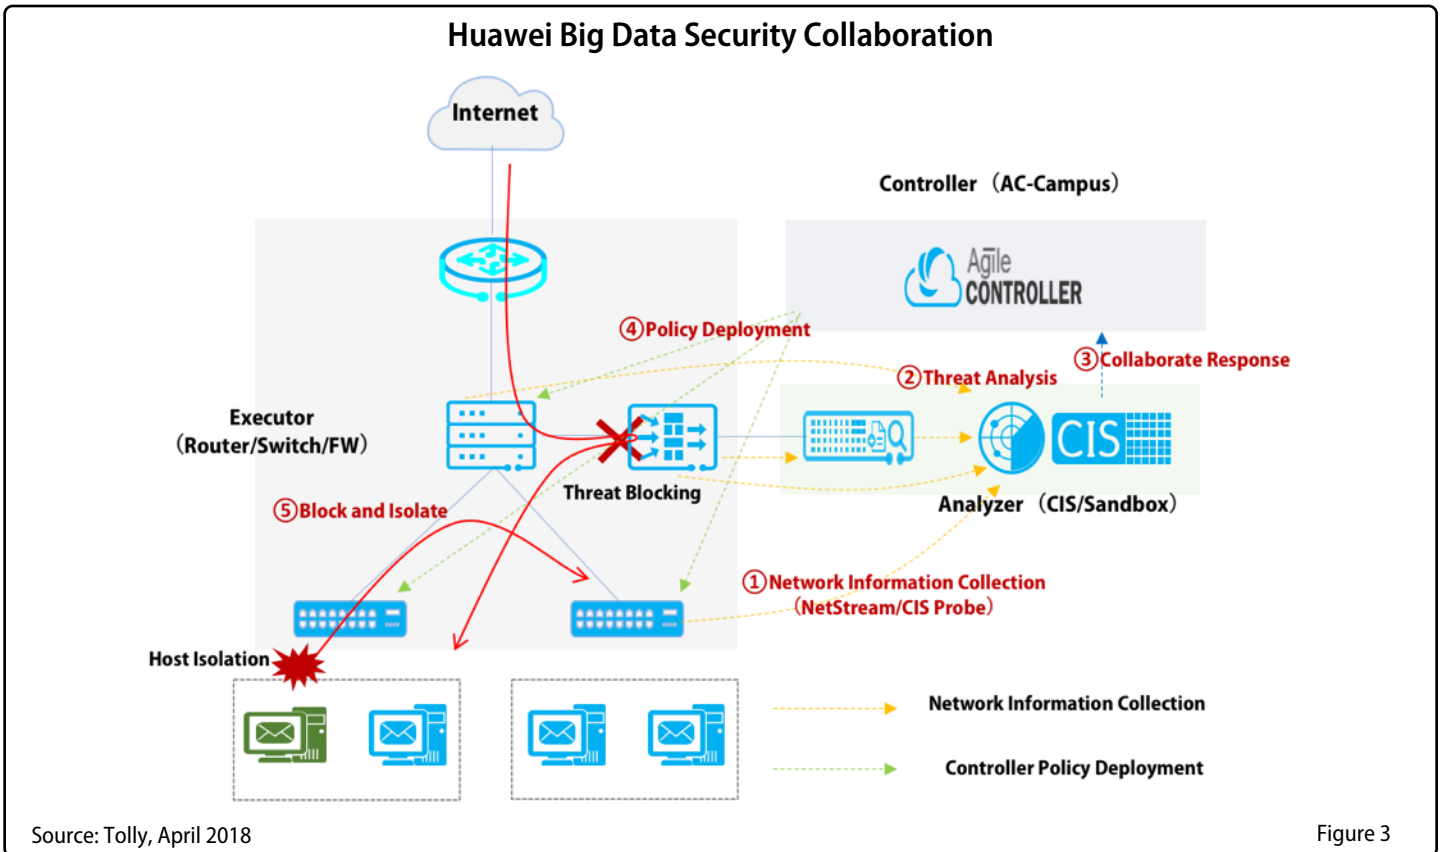 Huawei Big Data Security Collaboration
Internet
Controller（AC-Campus）
Agile
CONTROLLER
④Policy Deployment
③Collaborate Response
②Threat Analysis
Executor
（Router/Switch/FW）
CIS
Threat Blocking
Analyzer（CIS/Sandbox）
⑤Block and Isolate
①Network Information Collection
（NetStream/CIS Probe）
Host Isolation
Network Information Collection
Controller Policy Deployment
Source: Tolly, April 2018
Figure 3